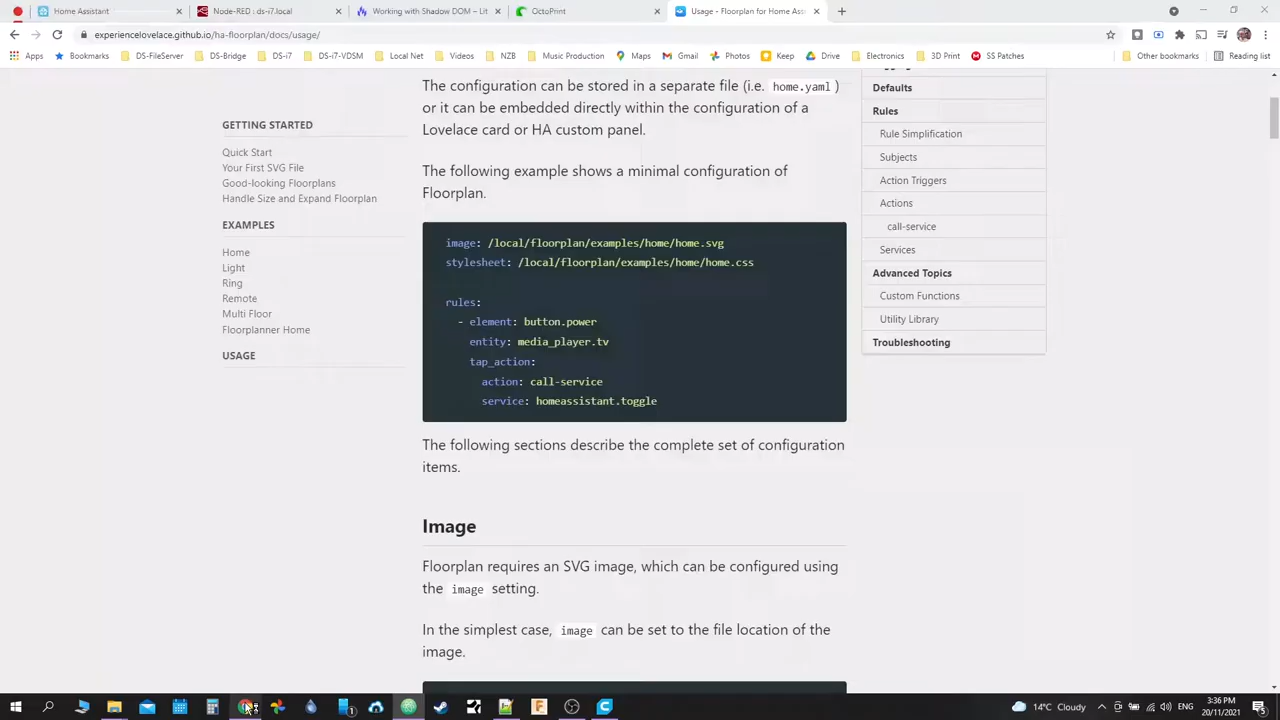 Home Assistant
Node-RED : ds-i7.local
Working with Shadow DOM – Lit
OctoPrint
Usage - Floorplan for Home Ass
experiencelovelace.github.io/ha-floorplan/docs/usage/
Apps
Bookmarks
DS-FileServer
DS-Bridge
DS-i7
DS-i7-VDSM
Local Net
Videos
NZB
Music Production
Maps
Gmail
Photos
Keep
Drive
Electronics
3D Print
SS Patches
Other bookmarks
Reading list
GETTING STARTED
Quick Start
Your First SVG File
Good-looking Floorplans
Handle Size and Expand Floorplan
EXAMPLES
Home
Light
Ring
Remote
Multi Floor
Floorplanner Home
USAGE
The configuration can be stored in a separate file (i.e. home.yaml )
or it can be embedded directly within the configuration of a
Lovelace card or HA custom panel.
The following example shows a minimal configuration of
Floorplan.
image: /local/floorplan/examples/home/home.svg
stylesheet: /local/floorplan/examples/home/home.css
rules:
- element: button.power
entity: media_player.tv
tap_action:
action: call-service
service: homeassistant.toggle
The following sections describe the complete set of configuration
items.
Image
Floorplan requires an SVG image, which can be configured using
the image setting.
In the simplest case, image can be set to the file location of the
image.
Defaults
Rules
Rule Simplification
Subjects
Action Triggers
Actions
call-service
Services
Advanced Topics
Custom Functions
Utility Library
Troubleshooting
14°C Cloudy
ENG
3:36 PM
20/11/2021